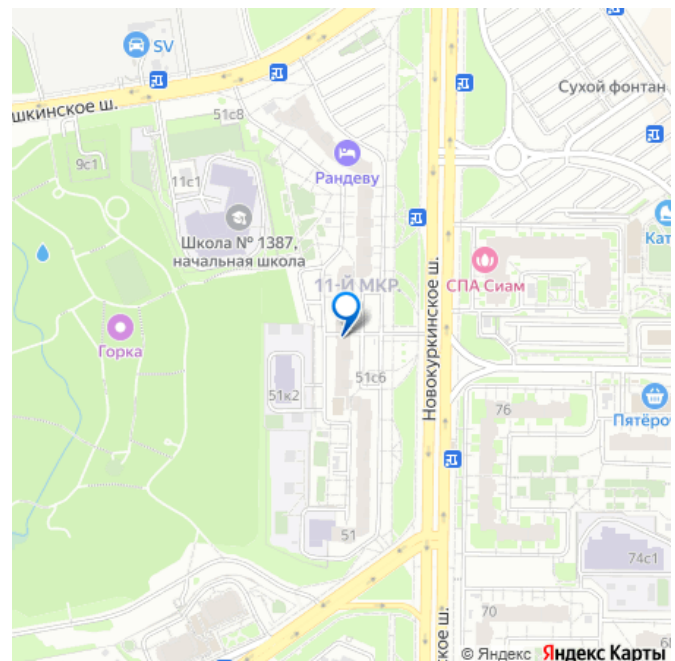 SV
Сухой фонтан
шкинское ш.
51с8
9с1
Рандеву
11с1
Школа № 1387,
начальная школа
Кат
СПА Сиам
11-Й МКР.
Новокуркинское ш.
Горка
51с6
51к2
76
Пятёроч
51
74с1
70
ское ш.
© Яндекс Яндекс Карты